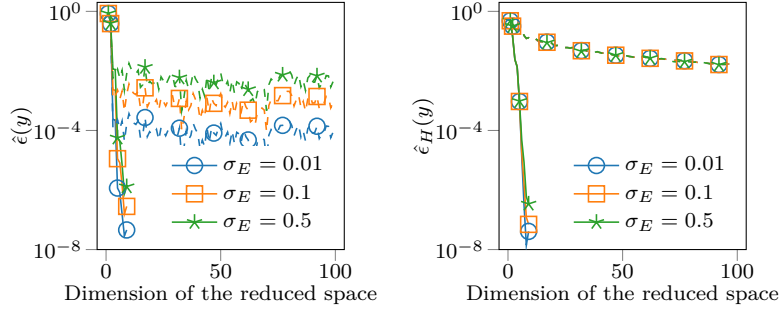 10^0
10^−4
10^−8
ϵ̂(y)
σ_E = 0.01
σ_E = 0.1
σ_E = 0.5
0 50 100
Dimension of the reduced space
10^0
10^−4
10^−8
ϵ̂_H(y)
σ_E = 0.01
σ_E = 0.1
σ_E = 0.5
0 50 100
Dimension of the reduced space